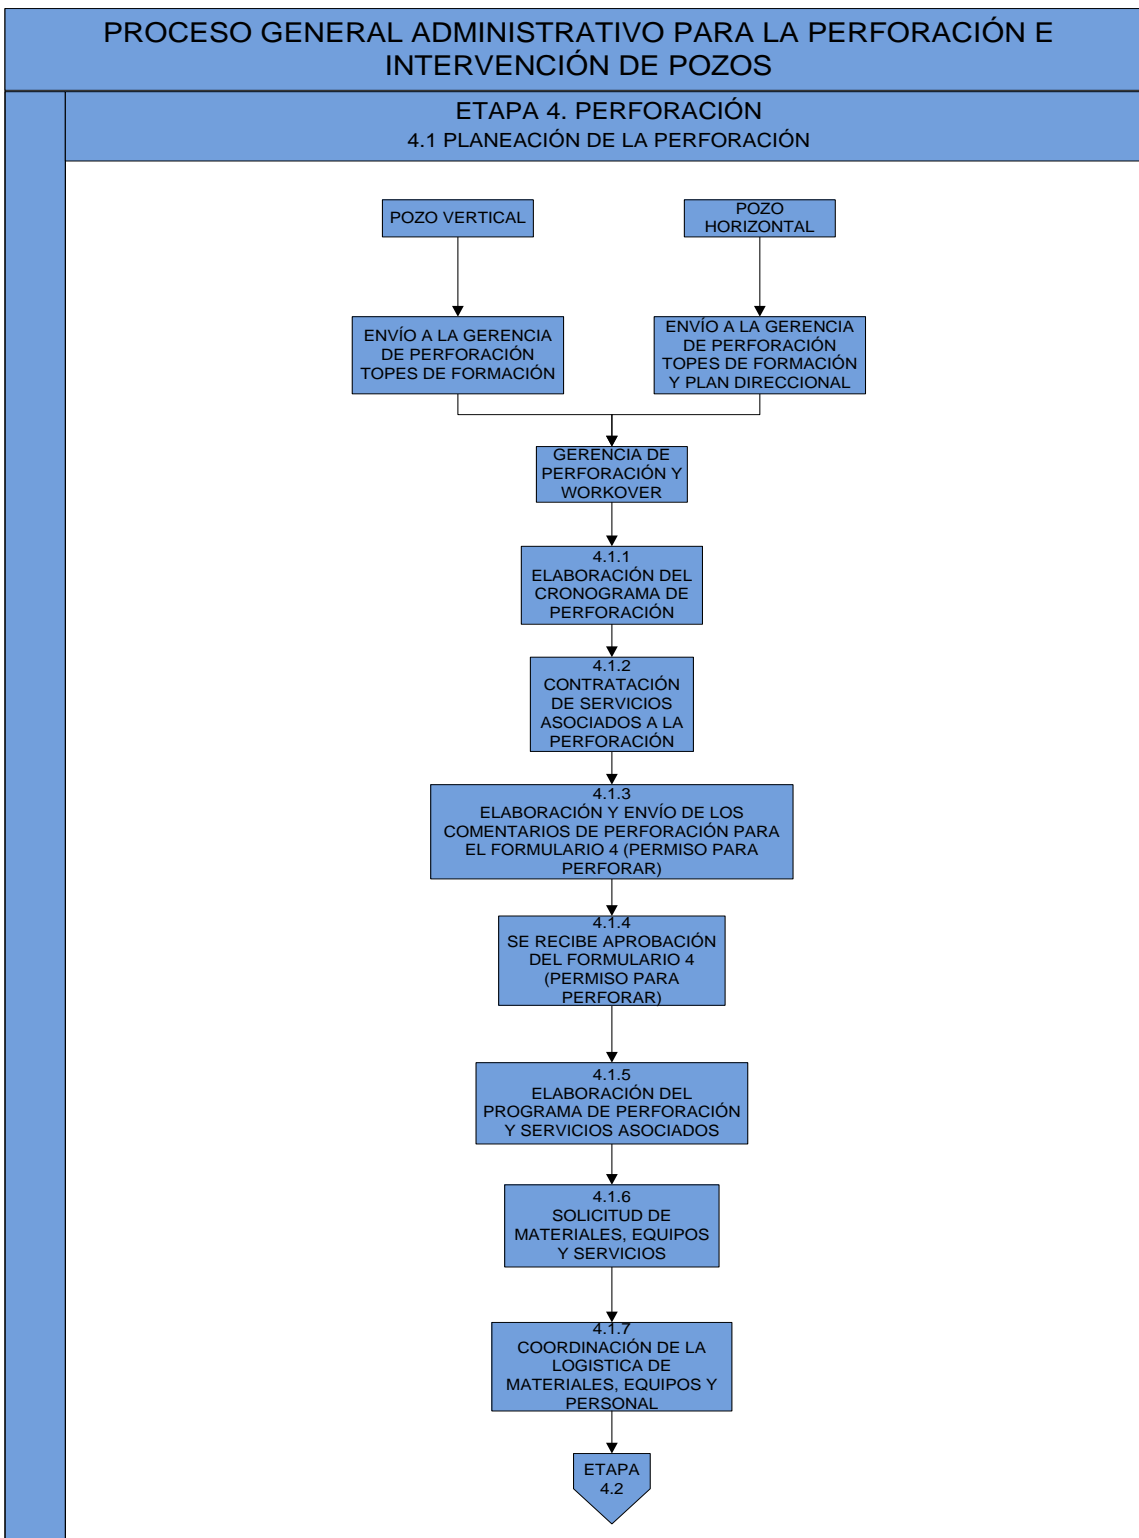 PROCESO GENERAL ADMINISTRATIVO PARA LA PERFORACIÓN E
INTERVENCIÓN DE POZOS
ETAPA 4. PERFORACIÓN
4.1 PLANEACIÓN DE LA PERFORACIÓN
POZO VERTICAL
POZO
HORIZONTAL
ENVÍO A LA GERENCIA
DE PERFORACIÓN
TOPES DE FORMACIÓN
ENVÍO A LA GERENCIA
DE PERFORACIÓN
TOPES DE FORMACIÓN
Y PLAN DIRECCIONAL
GERENCIA DE
PERFORACIÓN Y
WORKOVER
4.1.1
ELABORACIÓN DEL
CRONOGRAMA DE
PERFORACIÓN
4.1.2
CONTRATACIÓN
DE SERVICIOS
ASOCIADOS A LA
PERFORACIÓN
4.1.3
ELABORACIÓN Y ENVÍO DE LOS
COMENTARIOS DE PERFORACIÓN PARA
EL FORMULARIO 4 (PERMISO PARA
PERFORAR)
4.1.4
SE RECIBE APROBACIÓN
DEL FORMULARIO 4
(PERMISO PARA
PERFORAR)
4.1.5
ELABORACIÓN DEL
PROGRAMA DE PERFORACIÓN
Y SERVICIOS ASOCIADOS
4.1.6
SOLICITUD DE
MATERIALES, EQUIPOS
Y SERVICIOS
4.1.7
COORDINACIÓN DE LA
LOGISTICA DE
MATERIALES, EQUIPOS Y
PERSONAL
ETAPA
4.2